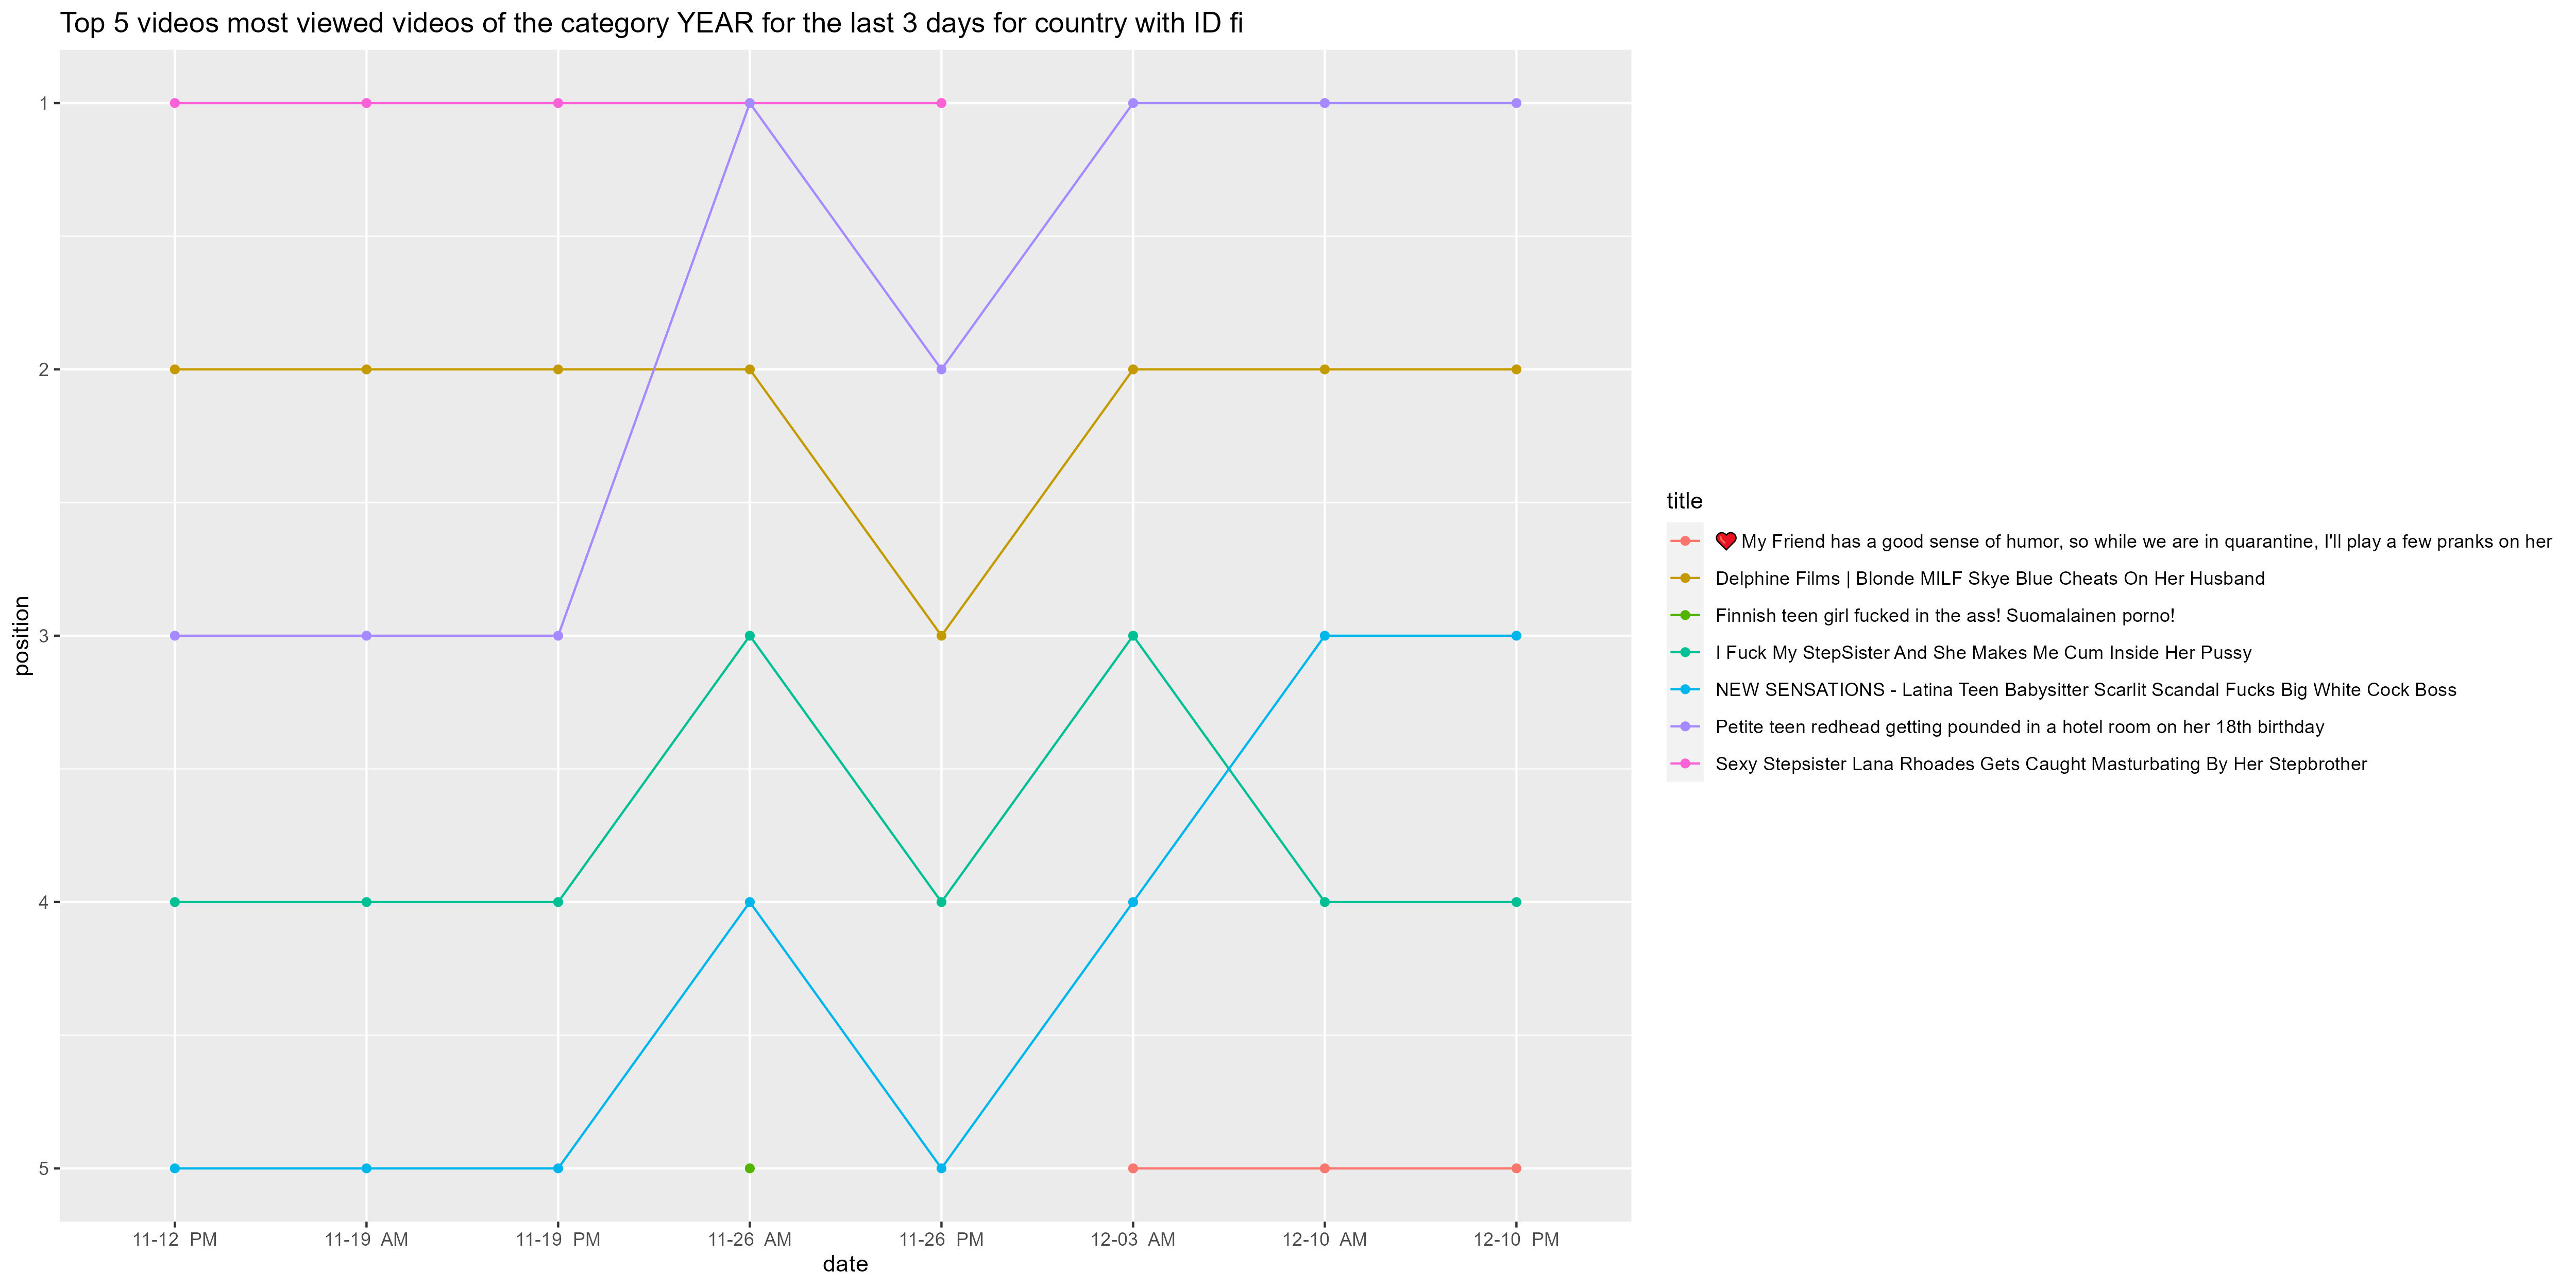 Top 5 videos most viewed videos of the category YEAR for the last 3 days for country with ID fi
1
2
3
4
5
position
11-12 PM
11-19 AM
11-19 PM
11-26 AM
11-26 PM
12-03 AM
12-10 AM
12-10 PM
date
title
❤ My Friend has a good sense of humor, so while we are in quarantine, I'll play a few pranks on her
Delphine Films | Blonde MILF Skye Blue Cheats On Her Husband
Finnish teen girl fucked in the ass! Suomalainen porno!
I Fuck My StepSister And She Makes Me Cum Inside Her Pussy
NEW SENSATIONS - Latina Teen Babysitter Scarlit Scandal Fucks Big White Cock Boss
Petite teen redhead getting pounded in a hotel room on her 18th birthday
Sexy Stepsister Lana Rhoades Gets Caught Masturbating By Her Stepbrother